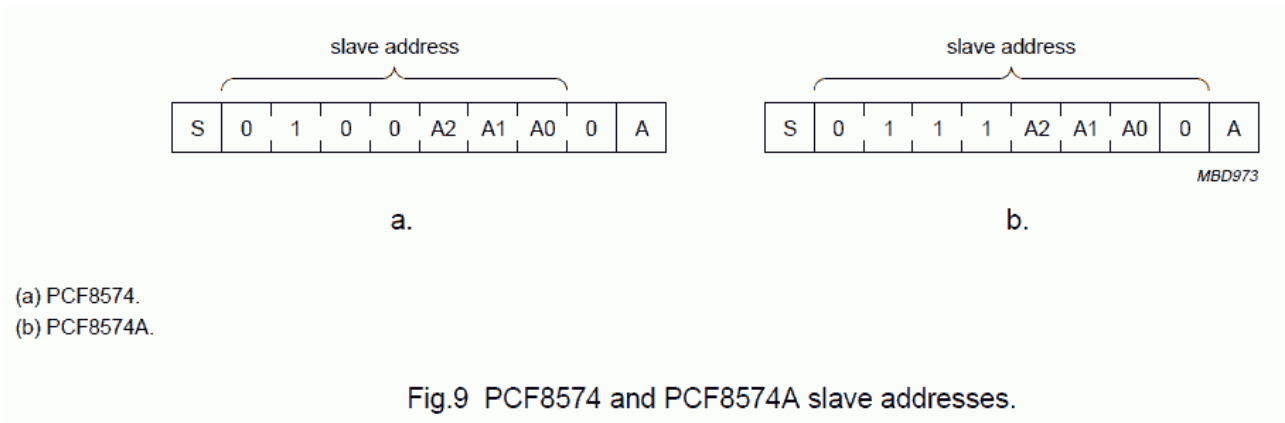 slave address slave address
S 0 1 0 0 A2 A1 A0 0 A S 0 1 1 1 A2 A1 A0 0 A
MBD973
a. b.
(a) PCF8574.
(b) PCF8574A.
Fig.9 PCF8574 and PCF8574A slave addresses.